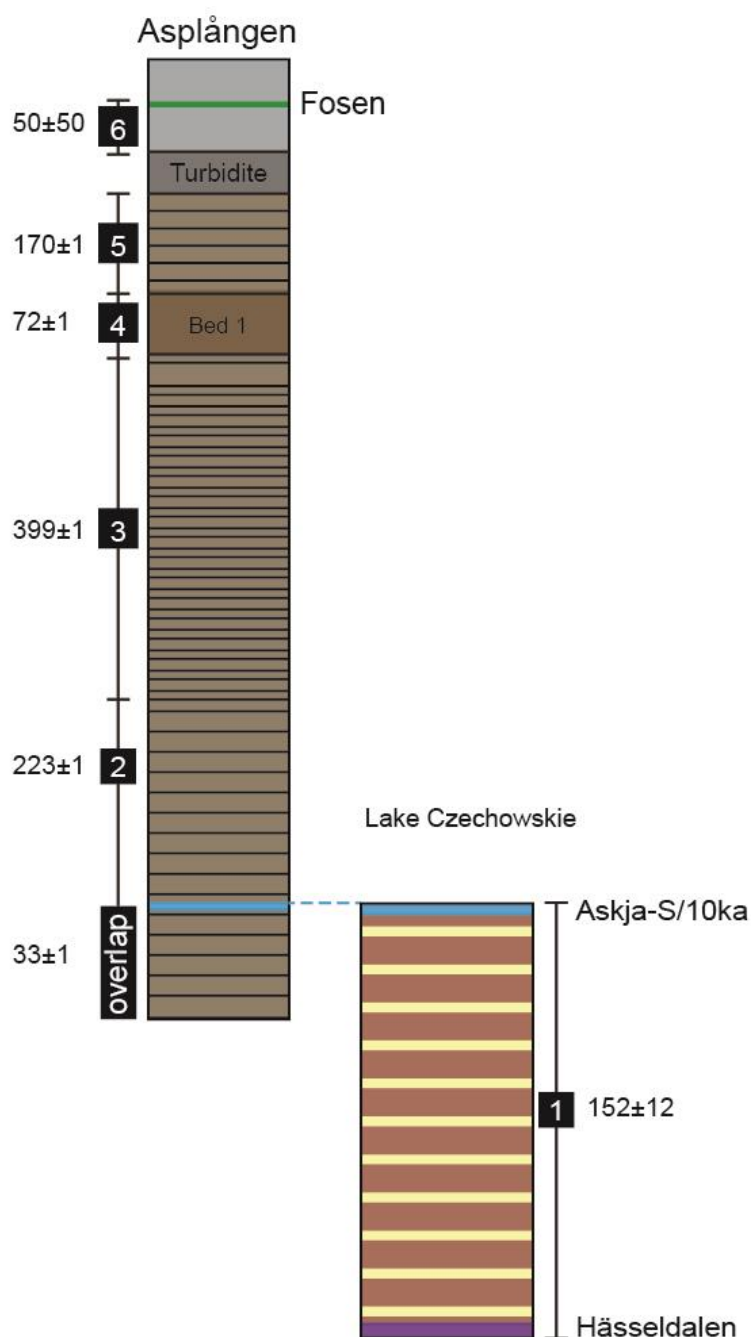 Asplången
Fosen
50±50
6
Turbidite
170±1
5
72±1
4
Bed 1
399±1
3
223±1
2
Lake Czechowskie
Askja-S/10ka
33±1
overlap
1
152±12
Hässeldalen